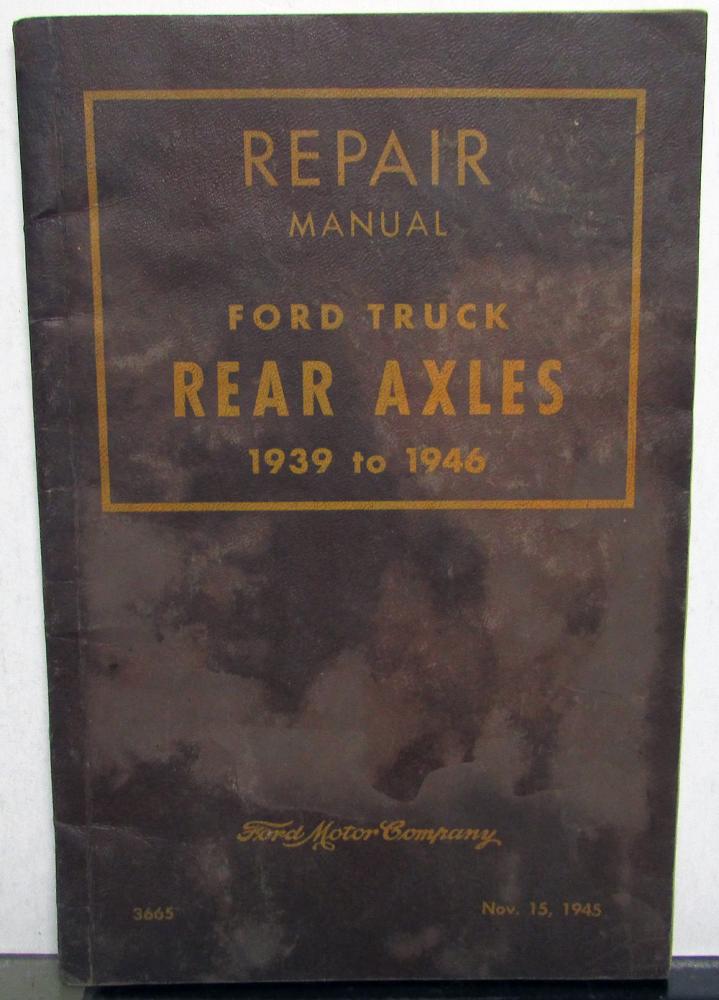 REPAIR
MANUAL
FORD TRUCK
REAR AXLES
1939 to 1946
Ford Motor Company
3665
Nov. 15, 1945